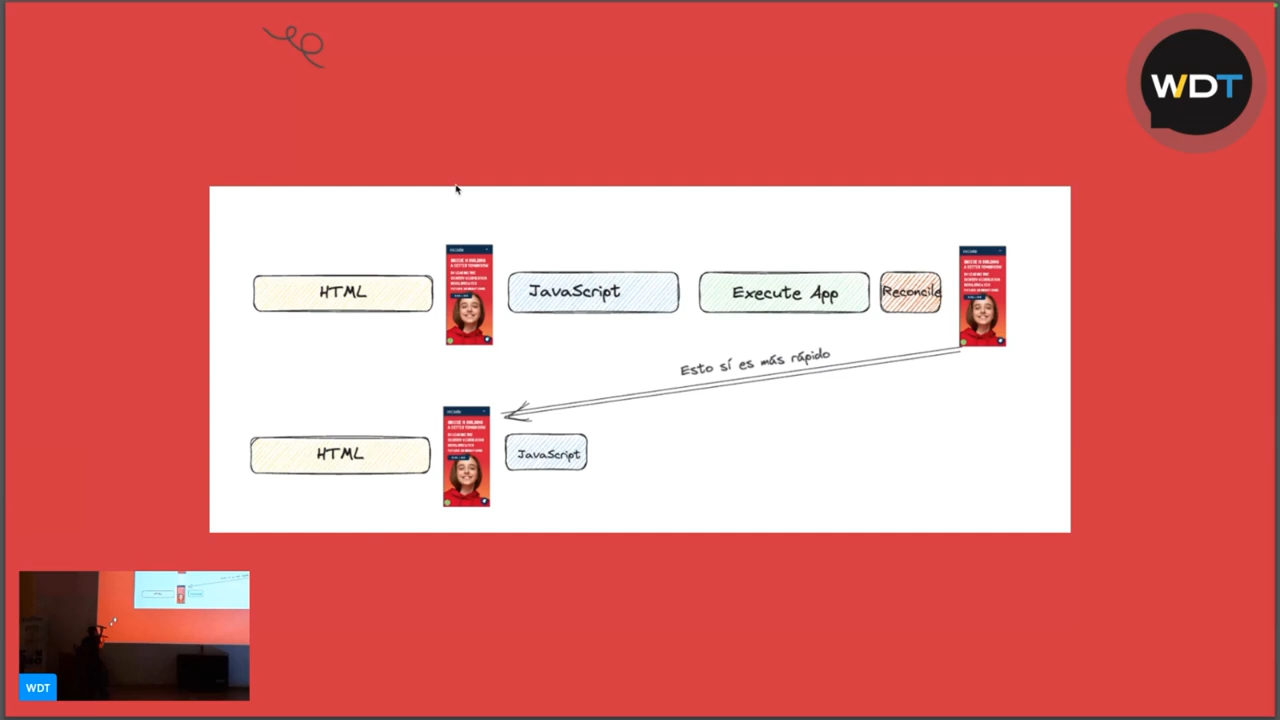 WDT
HTML
JavaScript
Execute App
Reconcile
Esto sí es más rápido
HTML
JavaScript
WDT